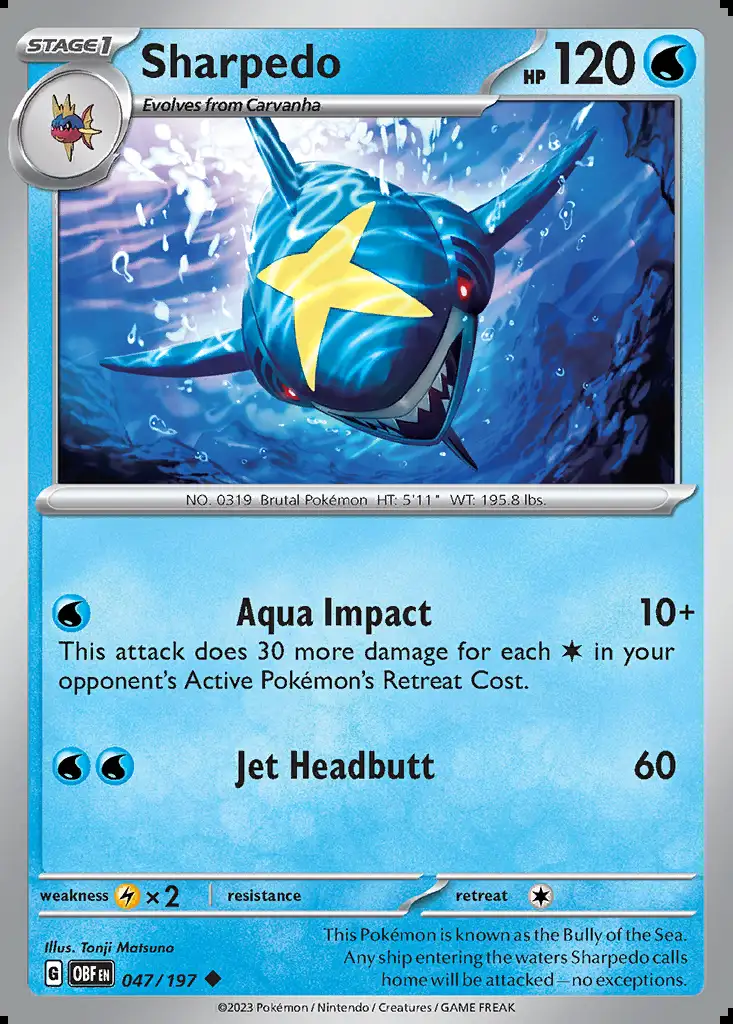 STAGE1
Sharpedo
HP 120
Evolves from Carvanha
NO. 0319 Brutal Pokémon HT: 5'11" WT: 195.8 lbs.
Aqua Impact 10+
This attack does 30 more damage for each in your
opponent's Active Pokémon's Retreat Cost.
Jet Headbutt 60
weakness ×2 resistance retreat
Illus. Tonji Matsuno
This Pokémon is known as the Bully of the Sea.
Any ship entering the waters Sharpedo calls
home will be attacked—no exceptions.
G OBF EN 047/197
©2023 Pokémon / Nintendo / Creatures / GAME FREAK